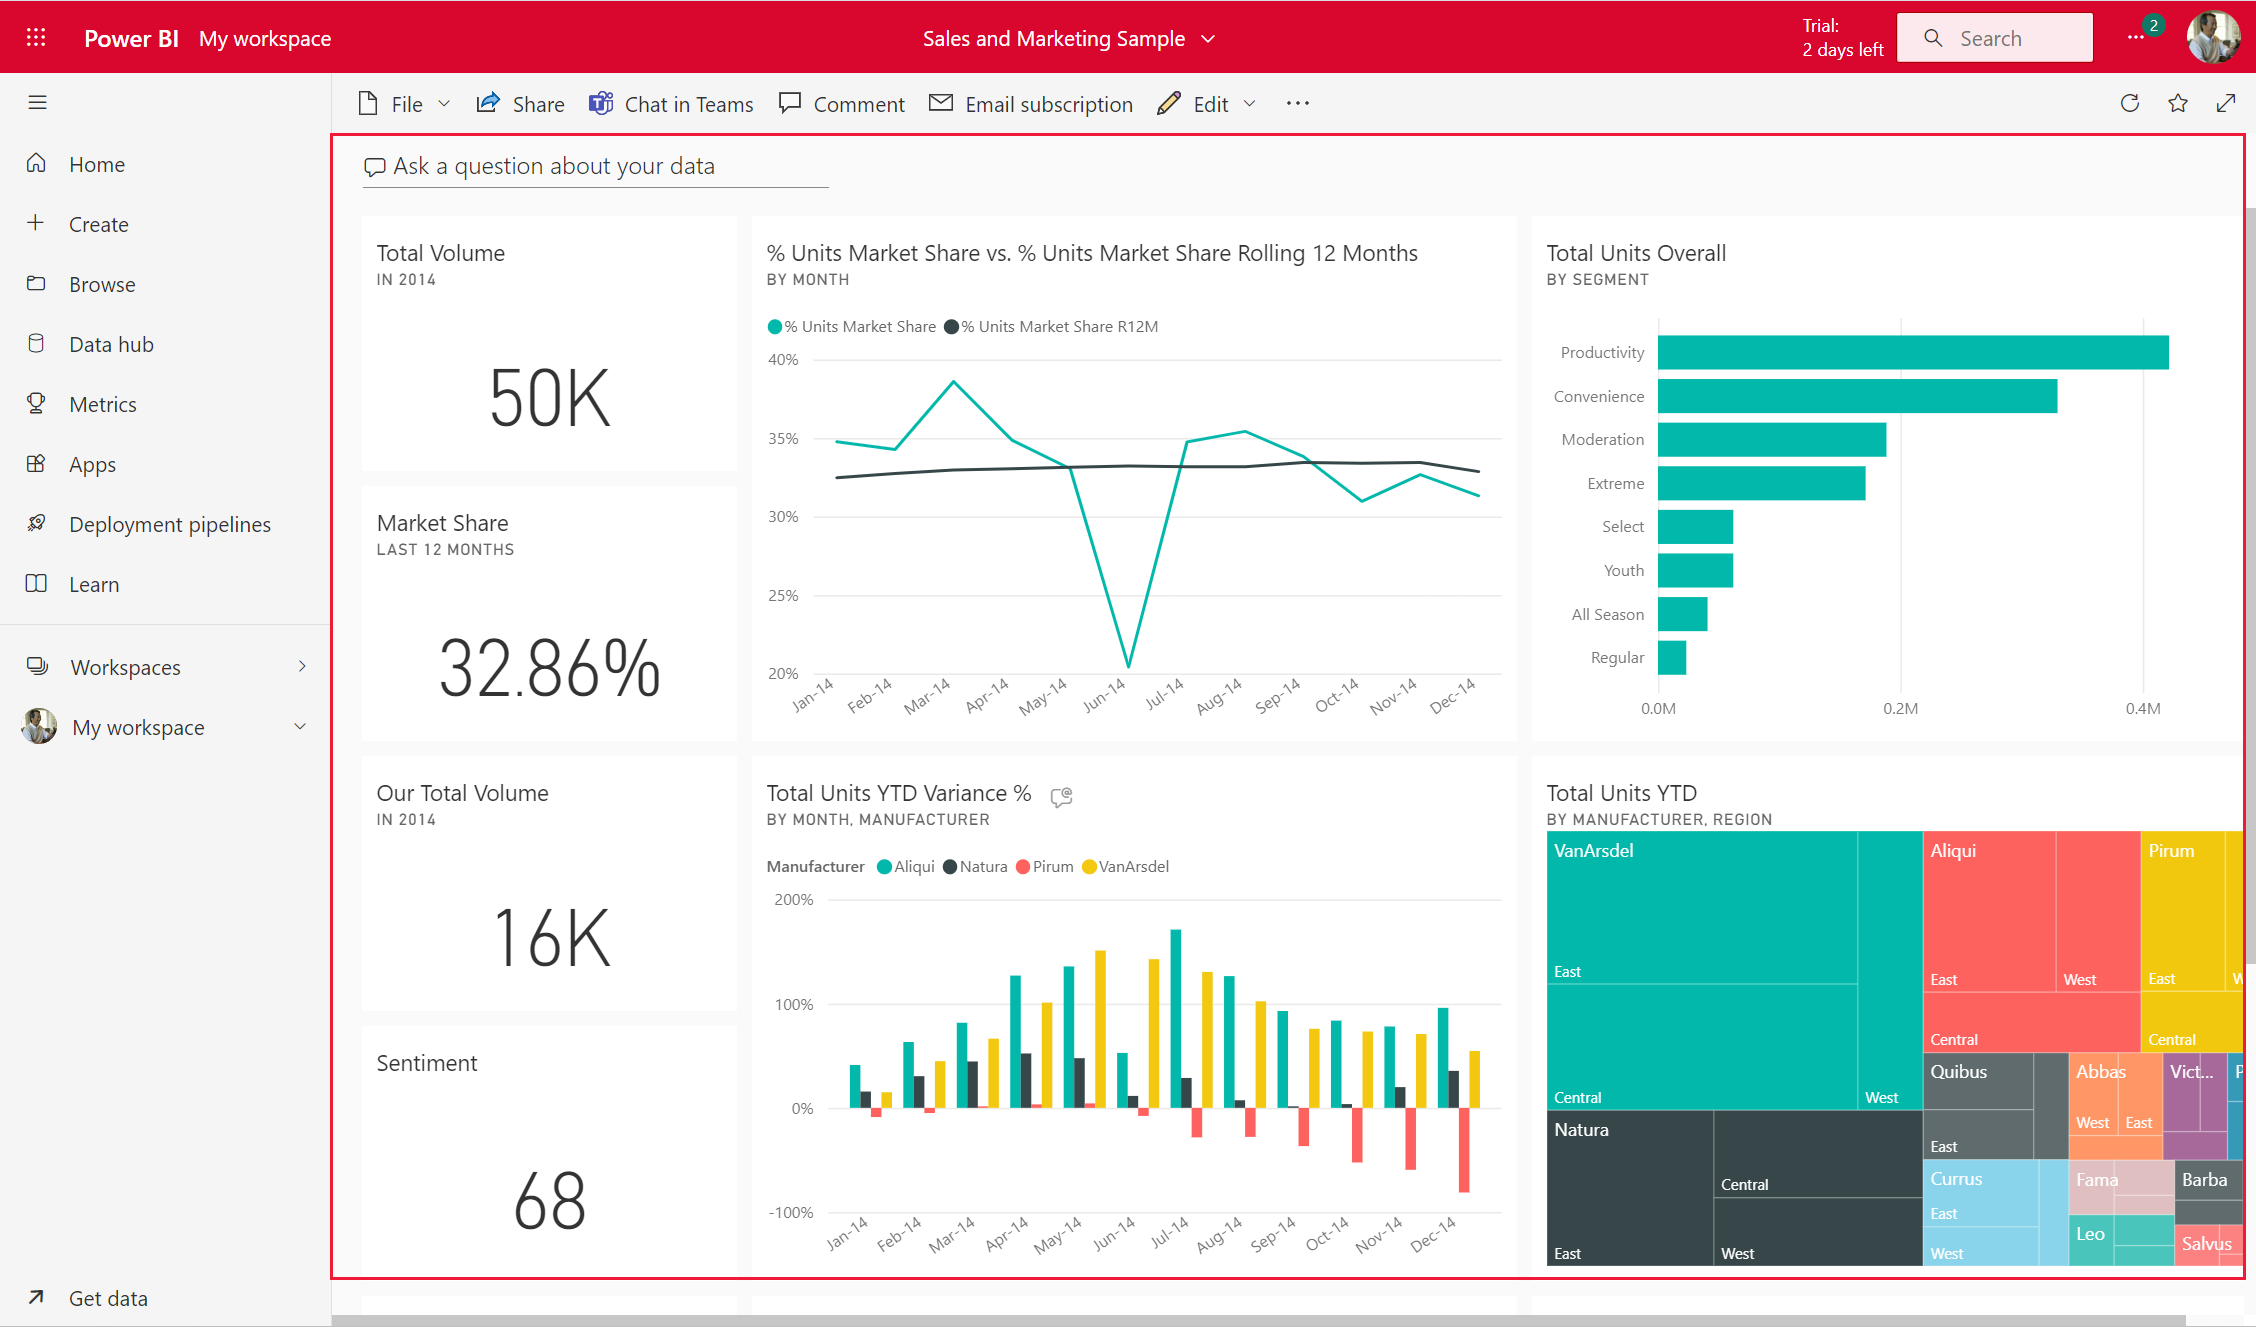 Power BI My workspace
Sales and Marketing Sample
Trial:
2 days left
Search
2
File
Share
Chat in Teams
Comment
Email subscription
Edit
Home
Create
Browse
Data hub
Metrics
Apps
Deployment pipelines
Learn
Workspaces
My workspace
Get data
Ask a question about your data
Total Volume
IN 2014
50K
Market Share
LAST 12 MONTHS
32.86%
Our Total Volume
IN 2014
16K
Sentiment
68
% Units Market Share vs. % Units Market Share Rolling 12 Months
BY MONTH
% Units Market Share % Units Market Share R12M
40%
35%
30%
25%
20%
Jan-14 Feb-14 Mar-14 Apr-14 May-14 Jun-14 Jul-14 Aug-14 Sep-14 Oct-14 Nov-14 Dec-14
Total Units Overall
BY SEGMENT
Productivity
Convenience
Moderation
Extreme
Select
Youth
All Season
Regular
0.0M 0.2M 0.4M
Total Units YTD Variance %
BY MONTH, MANUFACTURER
Manufacturer Aliqui Natura Pirum VanArsdel
200%
100%
0%
-100%
Jan-14 Feb-14 Mar-14 Apr-14 May-14 Jun-14 Jul-14 Aug-14 Sep-14 Oct-14 Nov-14 Dec-14
Total Units YTD
BY MANUFACTURER, REGION
VanArsdel
East
Central
West
Natura
East
Central
West
Aliqui
East
West
Central
Pirum
East
W
Central
Quibus
East
Abbas
West
East
Vict...
P
Currus
East
West
Fama
Barba
Leo
Salvus